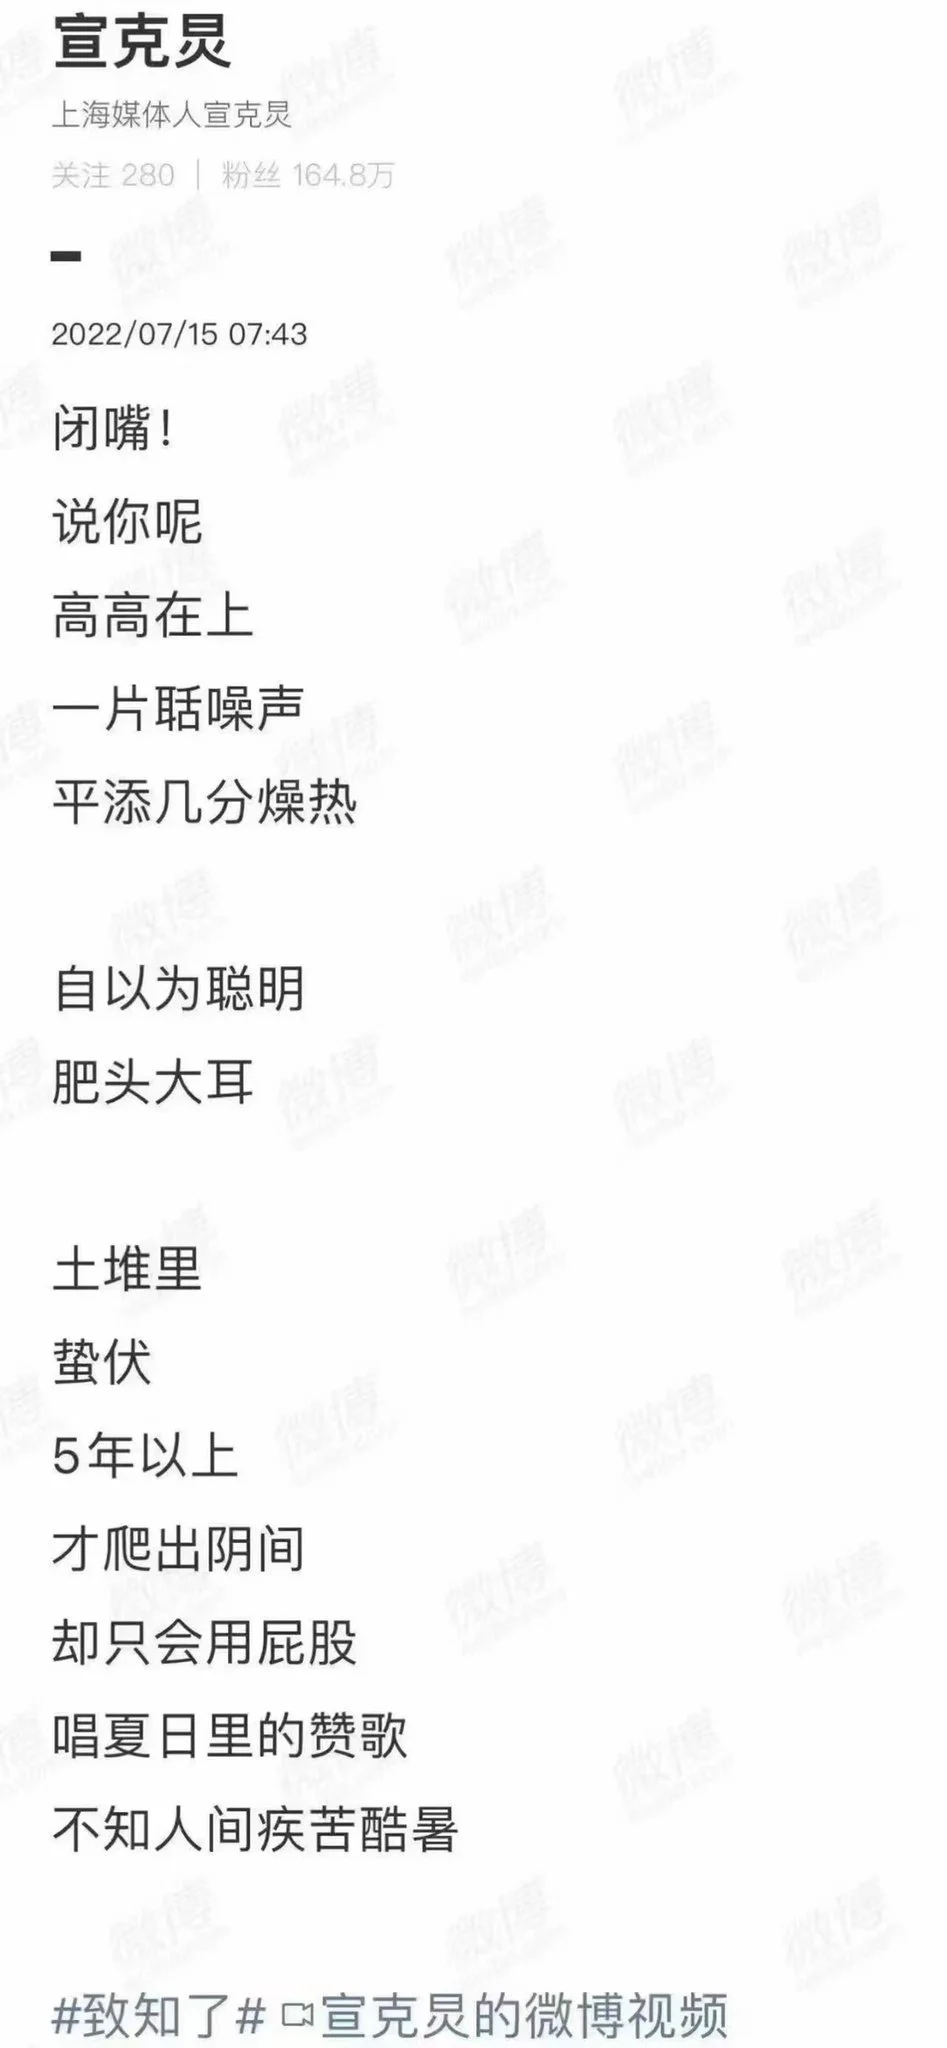 宣克炅
上海媒体人宣克炅
关注 280 | 粉丝 164.8万
2022/07/15 07:43
闭嘴！
说你呢
高高在上
一片聒噪声
平添几分燥热
自以为聪明
肥头大耳
土堆里
蛰伏
5年以上
才爬出阴间
却只会用屁股
唱夏日里的赞歌
不知人间疾苦酷暑
#致知了# 宣克炅的微博视频